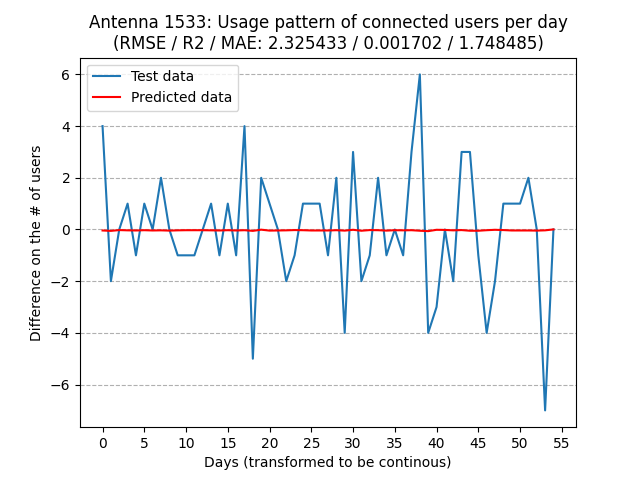 Antenna 1533: Usage pattern of connected users per day
(RMSE / R2 / MAE: 2.325433 / 0.001702 / 1.748485)
Test data
Predicted data
Difference on the # of users
6
4
2
0
−2
−4
−6
0 5 10 15 20 25 30 35 40 45 50 55
Days (transformed to be continous)